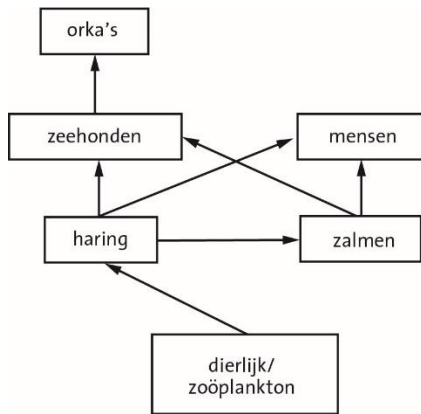 orka's
zeehonden
mensen
haring
zalmen
dierlijk/
zoöplankton